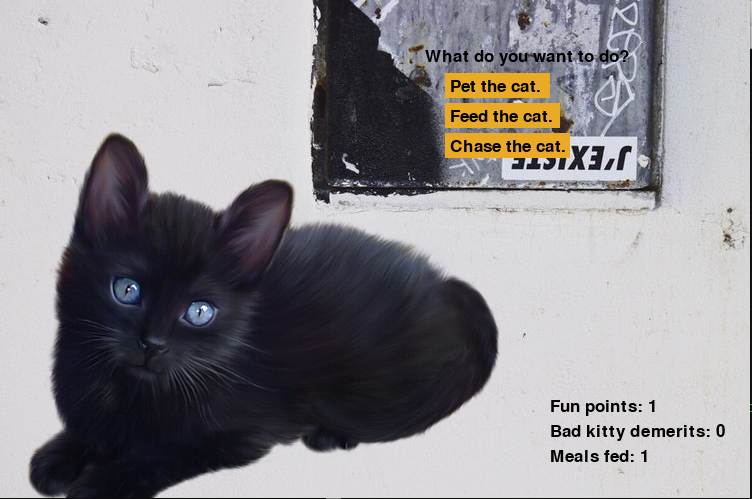 What do you want to do?
Pet the cat.
Feed the cat.
Chase the cat.
J'EXISTE
Fun points: 1
Bad kitty demerits: 0
Meals fed: 1